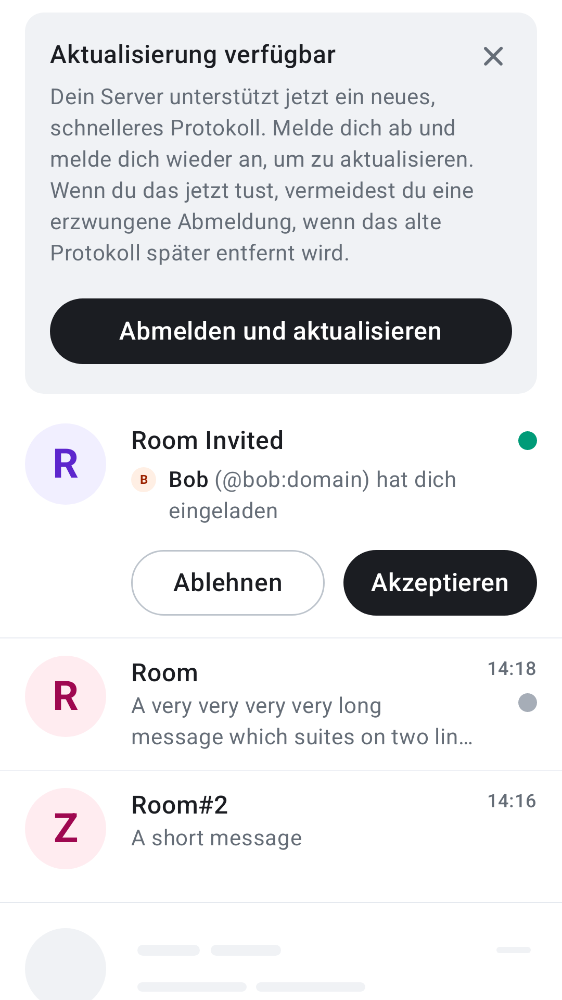 Aktualisierung verfügbar
Dein Server unterstützt jetzt ein neues,
schnelleres Protokoll. Melde dich ab und
melde dich wieder an, um zu aktualisieren.
Wenn du das jetzt tust, vermeidest du eine
erzwungene Abmeldung, wenn das alte
Protokoll später entfernt wird.
Abmelden und aktualisieren
R
Room Invited
B Bob (@bob:domain) hat dich
eingeladen
Ablehnen Akzeptieren
R
Room 14:18
A very very very very long
message which suites on two lin…
Z
Room#2 14:16
A short message